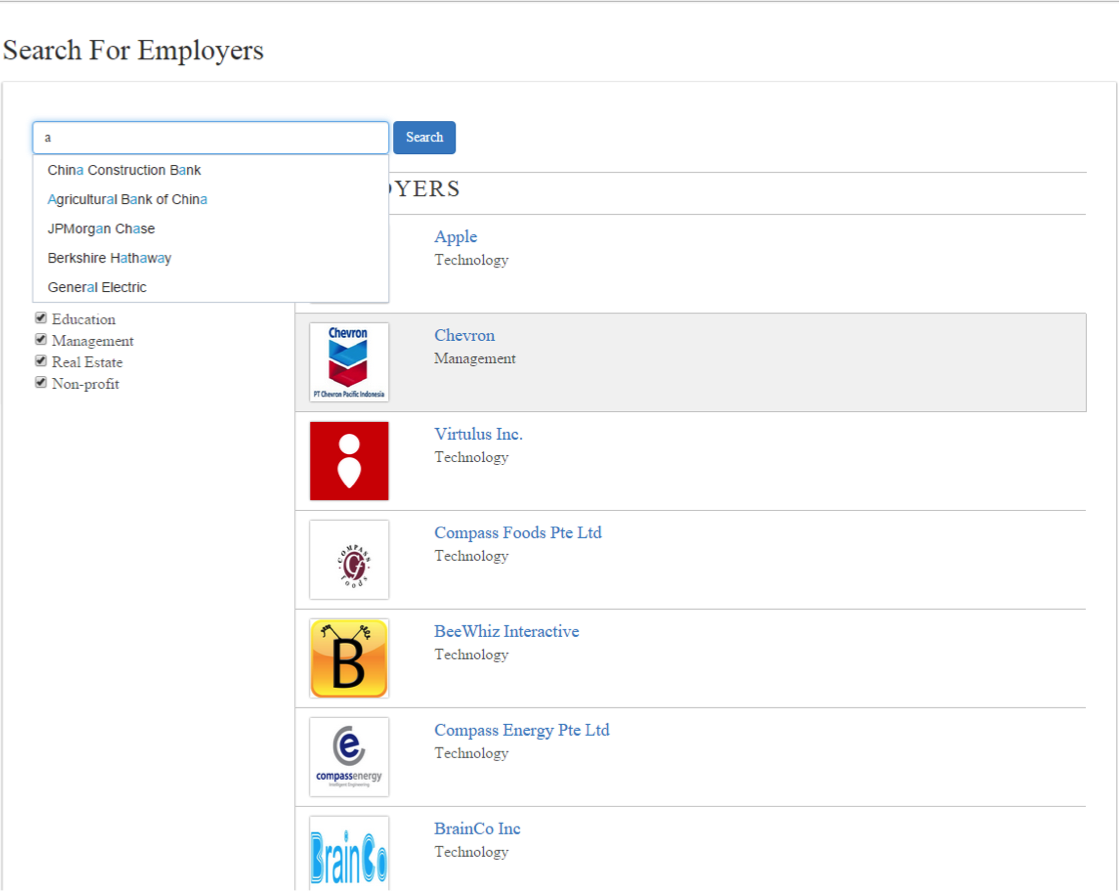 Search For Employers
a
Search
China Construction Bank
Agricultural Bank of China
JPMorgan Chase
Berkshire Hathaway
General Electric
Education
Management
Real Estate
Non-profit
YERS
Apple
Technology
Chevron
PT Chevron Pacific Indonesia
Chevron
Management
Virtulus Inc.
Technology
COMPASS
cf
foods
Compass Foods Pte Ltd
Technology
B
BeeWhiz Interactive
Technology
e
compassenergy
Intelligent Engineering
Compass Energy Pte Ltd
Technology
BrainCo
BrainCo Inc
Technology